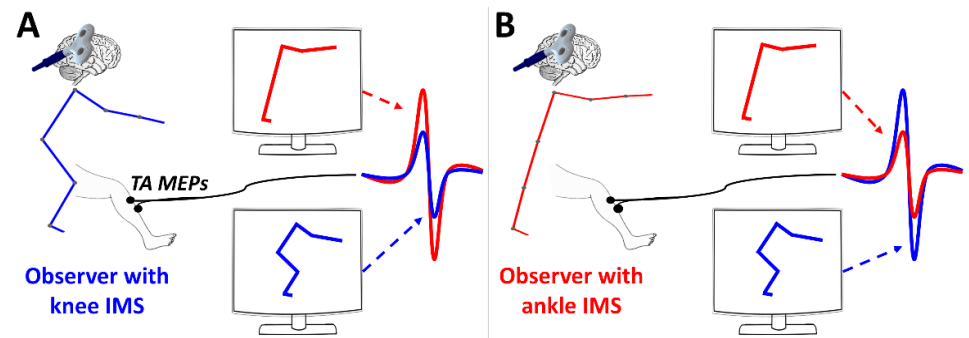 A
TA MEPs
Observer with
knee IMS
B
Observer with
ankle IMS